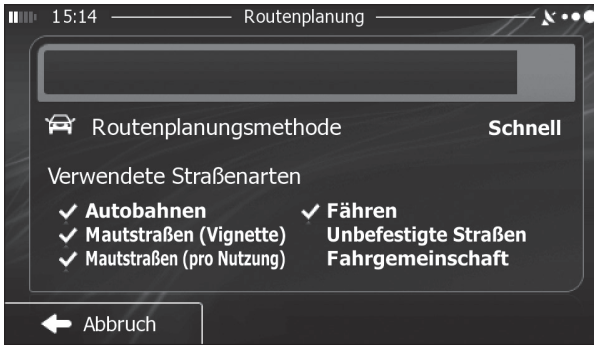 15:14 Routenplanung
Routenplanungsmethode Schnell
Verwendete Straßenarten
Autobahnen Fähren
Mautstraßen (Vignette) Unbefestigte Straßen
Mautstraßen (pro Nutzung) Fahrgemeinschaft
Abbruch